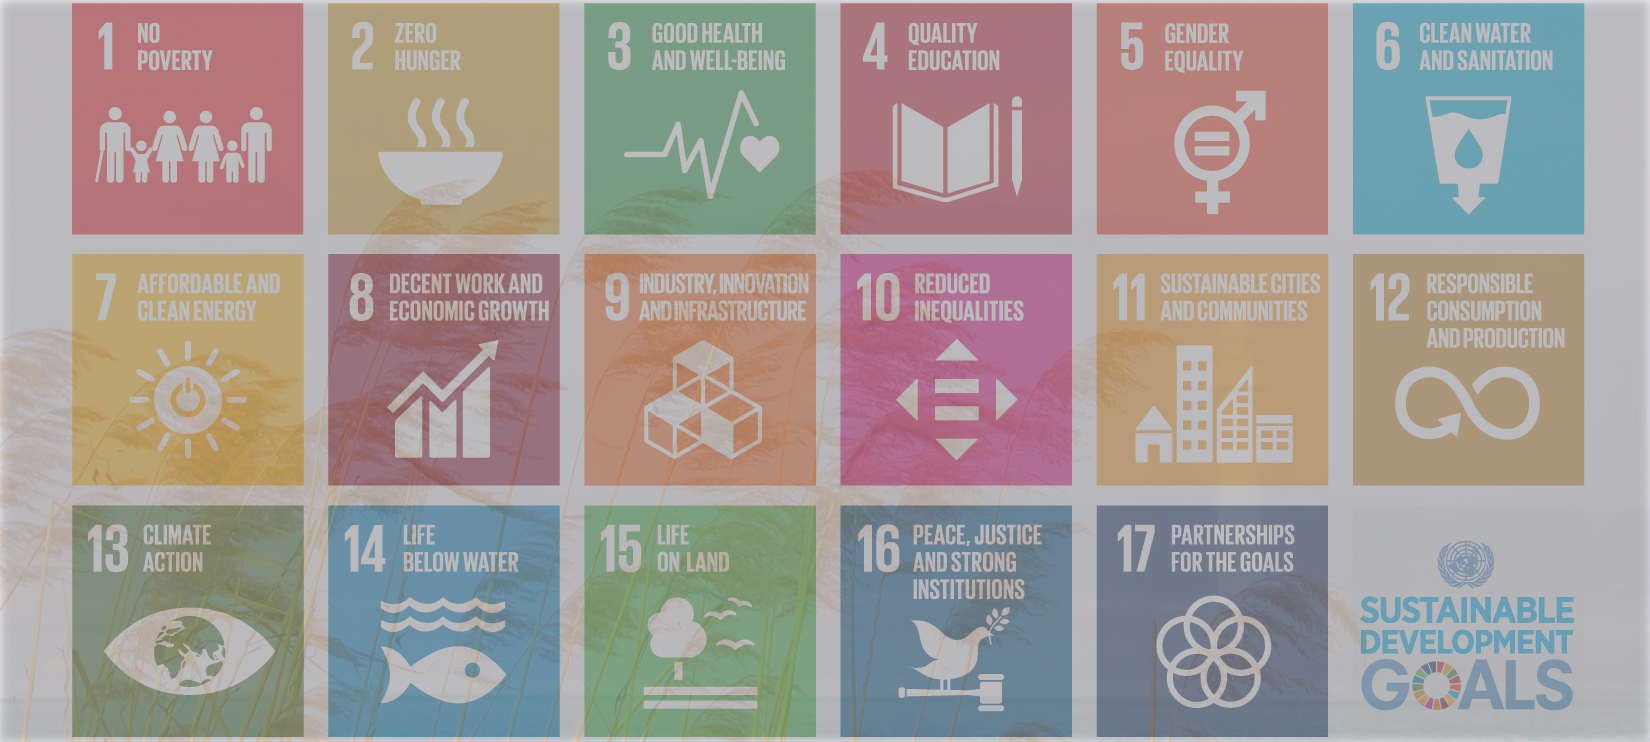 1 NO
POVERTY
2 ZERO
HUNGER
3 GOOD HEALTH
AND WELL-BEING
4 QUALITY
EDUCATION
5 GENDER
EQUALITY
6 CLEAN WATER
AND SANITATION
7 AFFORDABLE AND
CLEAN ENERGY
8 DECENT WORK AND
ECONOMIC GROWTH
9 INDUSTRY, INNOVATION
AND INFRASTRUCTURE
10 REDUCED
INEQUALITIES
11 SUSTAINABLE CITIES
AND COMMUNITIES
12 RESPONSIBLE
CONSUMPTION
AND PRODUCTION
13 CLIMATE
ACTION
14 LIFE
BELOW WATER
15 LIFE
ON LAND
16 PEACE, JUSTICE
AND STRONG
INSTITUTIONS
17 PARTNERSHIPS
FOR THE GOALS
SUSTAINABLE
DEVELOPMENT
GOALS